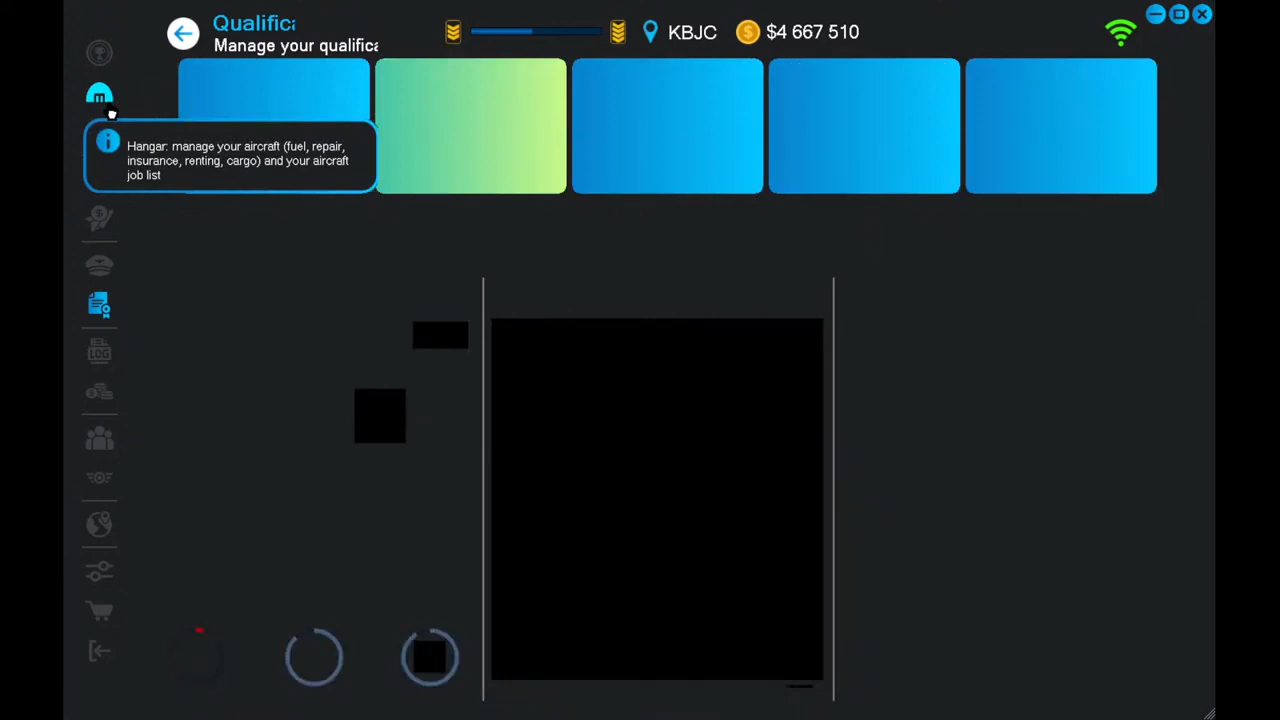 Qualific
Manage your qualifica
KBJC
$4 667 510
Hangar: manage your aircraft (fuel, repair,
insurance, renting, cargo) and your aircraft
job list
LOG